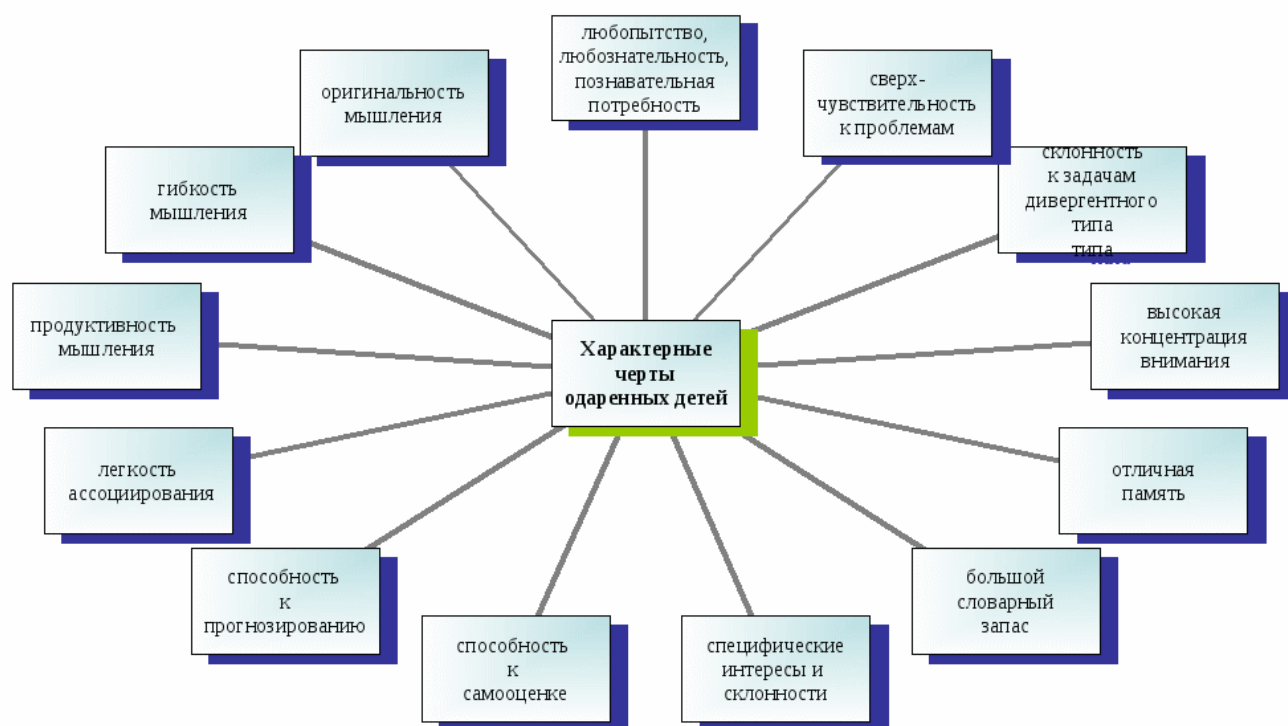 любопытство,
любознательность,
познавательная
потребность
сверх-
чувствительность
к проблемам
склонность
к задачам
дивергентного
типа
типа
высокая
концентрация
внимания
отличная
память
большой
словарный
запас
специфические
интересы и
склонности
способность
к
самооценке
способность
к
прогнозированию
легкость
ассоциирования
продуктивность
мышления
гибкость
мышления
оригинальность
мышления
Характерные
черты
одаренных детей